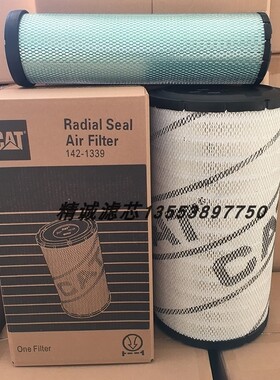 CAT
Radial Seal
Air Filter
142-1339
精诚滤芯13553897750
CAT
One Filter